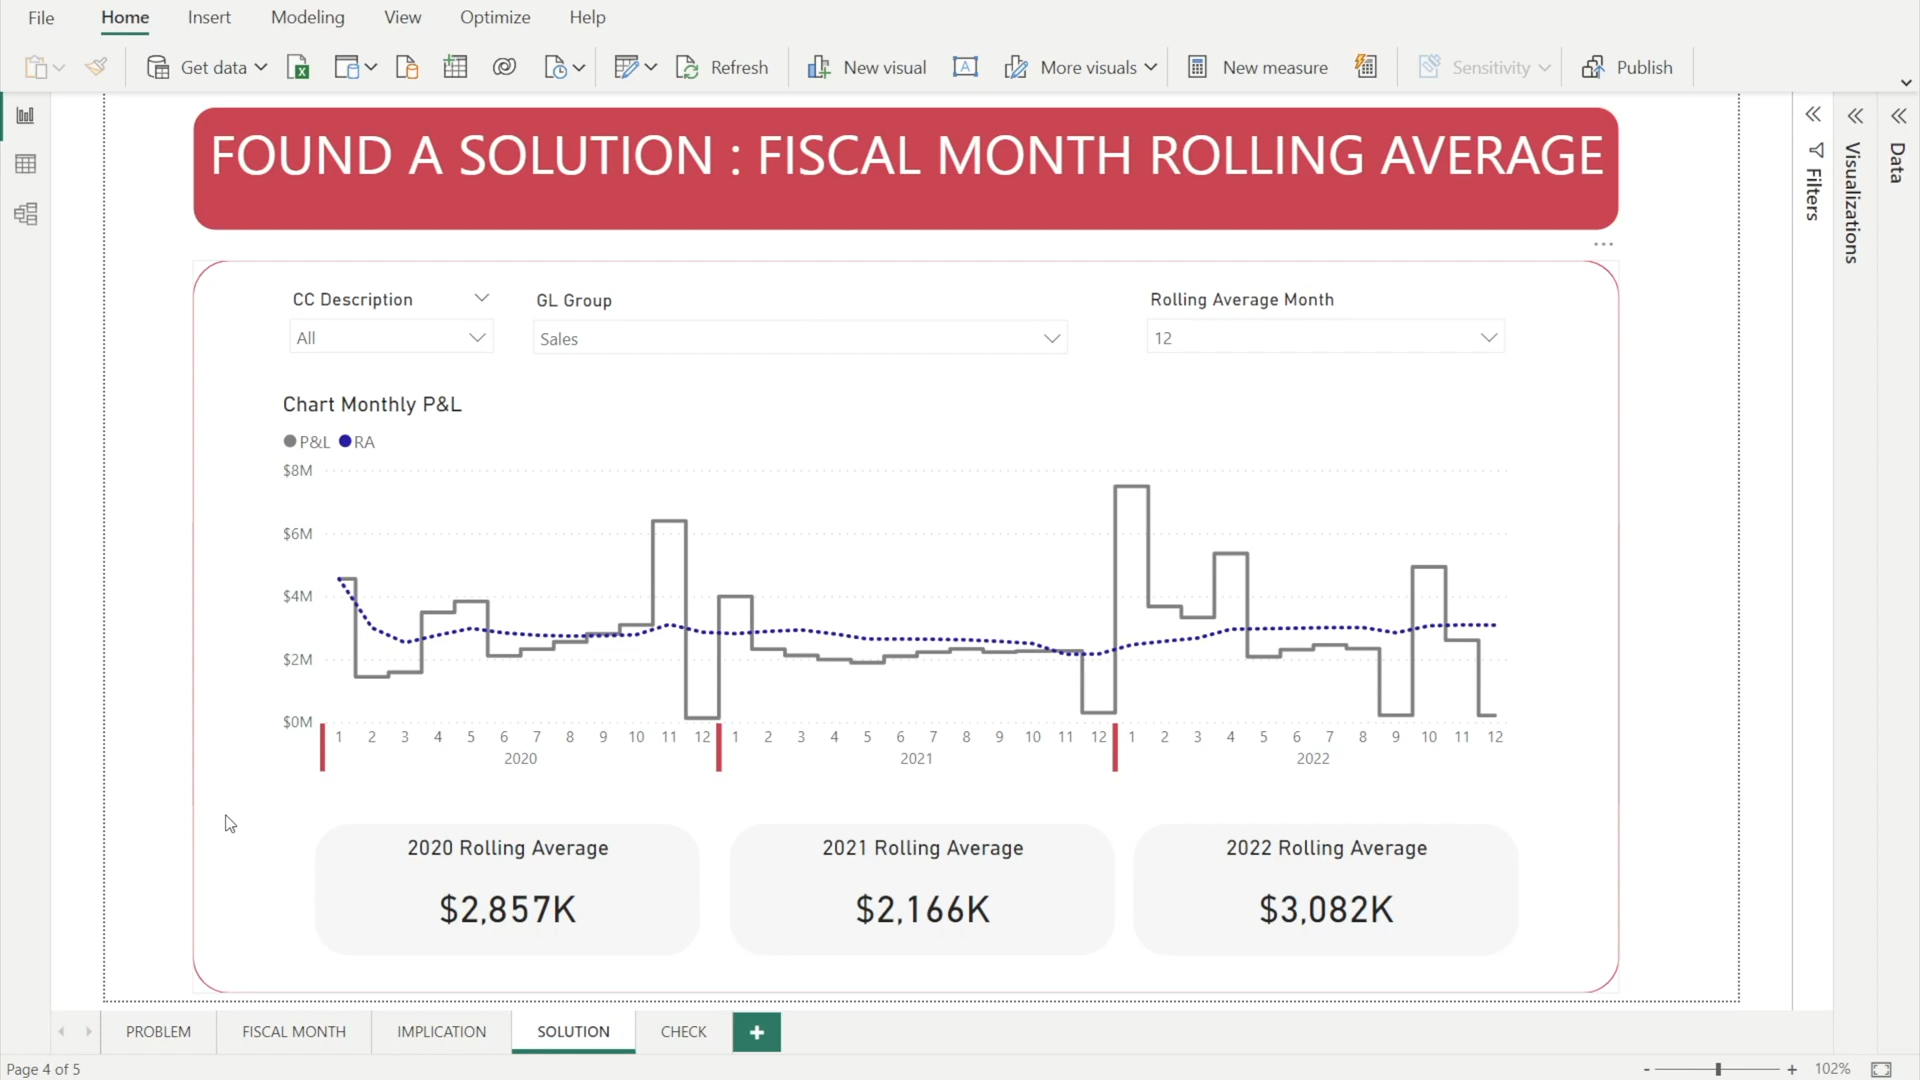 File Home Insert Modeling View Optimize Help
Get data Refresh New visual More visuals New measure Sensitivity Publish
FOUND A SOLUTION : FISCAL MONTH ROLLING AVERAGE
Filters
Visualizations
Data
CC Description GL Group Rolling Average Month
All Sales 12
Chart Monthly P&L
P&L RA
$8M
$6M
$4M
$2M
$0M
1 2 3 4 5 6 7 8 9 10 11 12 1 2 3 4 5 6 7 8 9 10 11 12 1 2 3 4 5 6 7 8 9 10 11 12
2020 2021 2022
2020 Rolling Average 2021 Rolling Average 2022 Rolling Average
$2,857K $2,166K $3,082K
PROBLEM FISCAL MONTH IMPLICATION SOLUTION CHECK +
Page 4 of 5 - + 102%